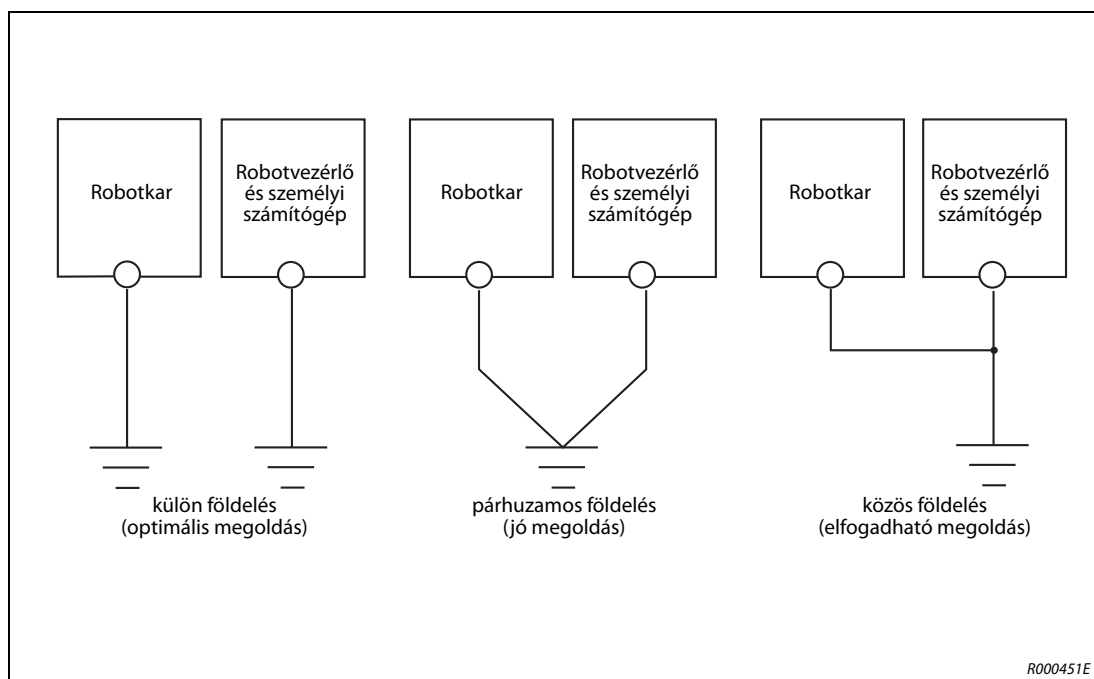 Robotkar
Robotvezérlő
és személyi
számítógép
Robotkar
Robotvezérlő
és személyi
számítógép
Robotkar
Robotvezérlő
és személyi
számítógép
külön földelés
(optimális megoldás)
párhuzamos földelés
(jó megoldás)
közös földelés
(elfogadható megoldás)
R000451E